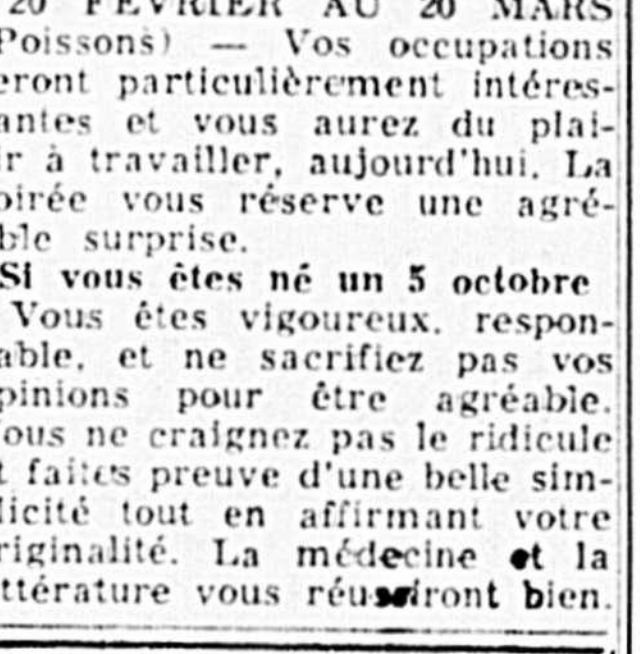 20 FÉVRIER AU 20 MARS
Poissons) — Vos occupations
eront particulièrement intéres-
antes et vous aurez du plai-
ir à travailler, aujourd'hui. La
oirée vous réserve une agré-
ble surprise.
Si vous êtes né un 5 octobre
Vous êtes vigoureux, respon-
able, et ne sacrifiez pas vos
pinions pour être agréable.
ous ne craignez pas le ridicule
t faites preuve d'une belle sim-
licité tout en affirmant votre
riginalité. La médecine et la
ttérature vous réussiront bien.